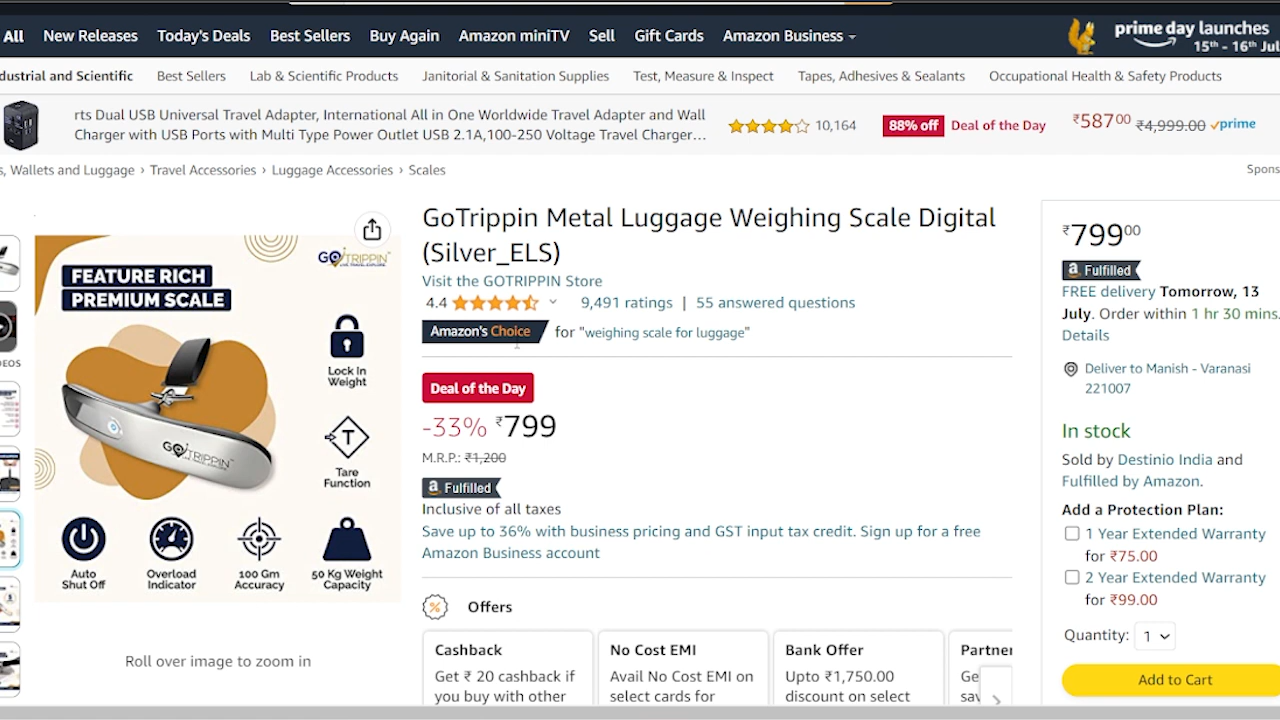 All New Releases Today's Deals Best Sellers Buy Again Amazon miniTV Sell Gift Cards Amazon Business
prime day launches
15th - 16th Jul
dustrial and Scientific Best Sellers Lab & Scientific Products Janitorial & Sanitation Supplies Test, Measure & Inspect Tapes, Adhesives & Sealants Occupational Health & Safety Products
rts Dual USB Universal Travel Adapter, International All in One Worldwide Travel Adapter and Wall
Charger with USB Ports with Multi Type Power Outlet USB 2.1A,100-250 Voltage Travel Charger...
10,164 88% off Deal of the Day ₹58700 ₹4,999.00 prime
s, Wallets and Luggage › Travel Accessories › Luggage Accessories › Scales
Spons
GOTRIPPIN
LIVE.TRAVEL.EXPLORE
FEATURE RICH
PREMIUM SCALE
Lock In
Weight
GOTRIPPIN
T
Tare
Function
Auto
Shut Off
Overload
Indicator
100 Gm
Accuracy
50 Kg Weight
Capacity
DEOS
Roll over image to zoom in
GoTrippin Metal Luggage Weighing Scale Digital
(Silver_ELS)
Visit the GOTRIPPIN Store
4.4 9,491 ratings | 55 answered questions
Amazon's Choice for "weighing scale for luggage"
Deal of the Day
-33% ₹799
M.R.P.: ₹1,200
a Fulfilled
Inclusive of all taxes
Save up to 36% with business pricing and GST input tax credit. Sign up for a free
Amazon Business account
% Offers
Cashback
Get ₹ 20 cashback if
you buy with other
No Cost EMI
Avail No Cost EMI on
select cards for
Bank Offer
Upto ₹1,750.00
discount on select
Partner
Ge
sav
₹79900
a Fulfilled
FREE delivery Tomorrow, 13
July. Order within 1 hr 30 mins.
Details
Deliver to Manish - Varanasi
221007
In stock
Sold by Destinio India and
Fulfilled by Amazon.
Add a Protection Plan:
1 Year Extended Warranty
for ₹75.00
2 Year Extended Warranty
for ₹99.00
Quantity: 1
Add to Cart